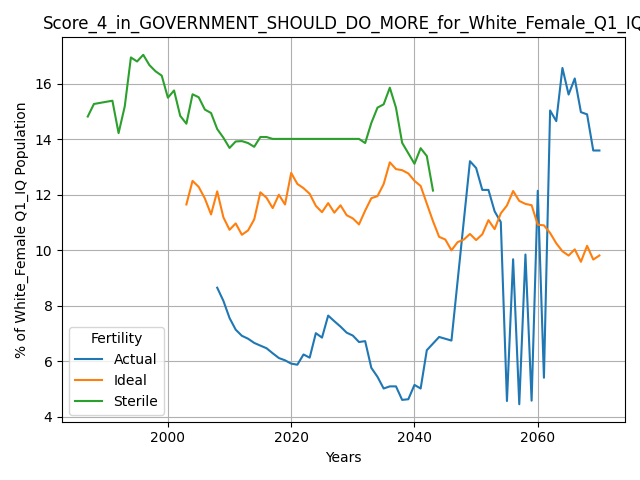 Score_4_in_GOVERNMENT_SHOULD_DO_MORE_for_White_Female_Q1_IQ
% of White_Female Q1_IQ Population
16
14
12
10
8
6
4
Fertility
Actual
Ideal
Sterile
2000 2020 2040 2060
Years